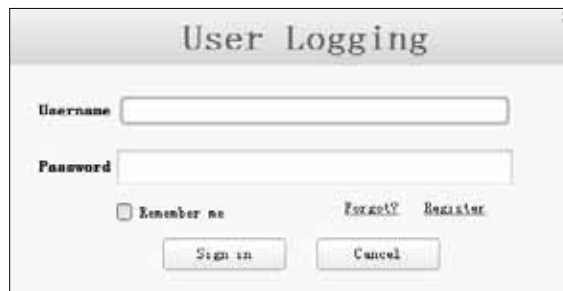 User Logging
Username
Password
Remember me Forgot? Register
Sign in Cancel